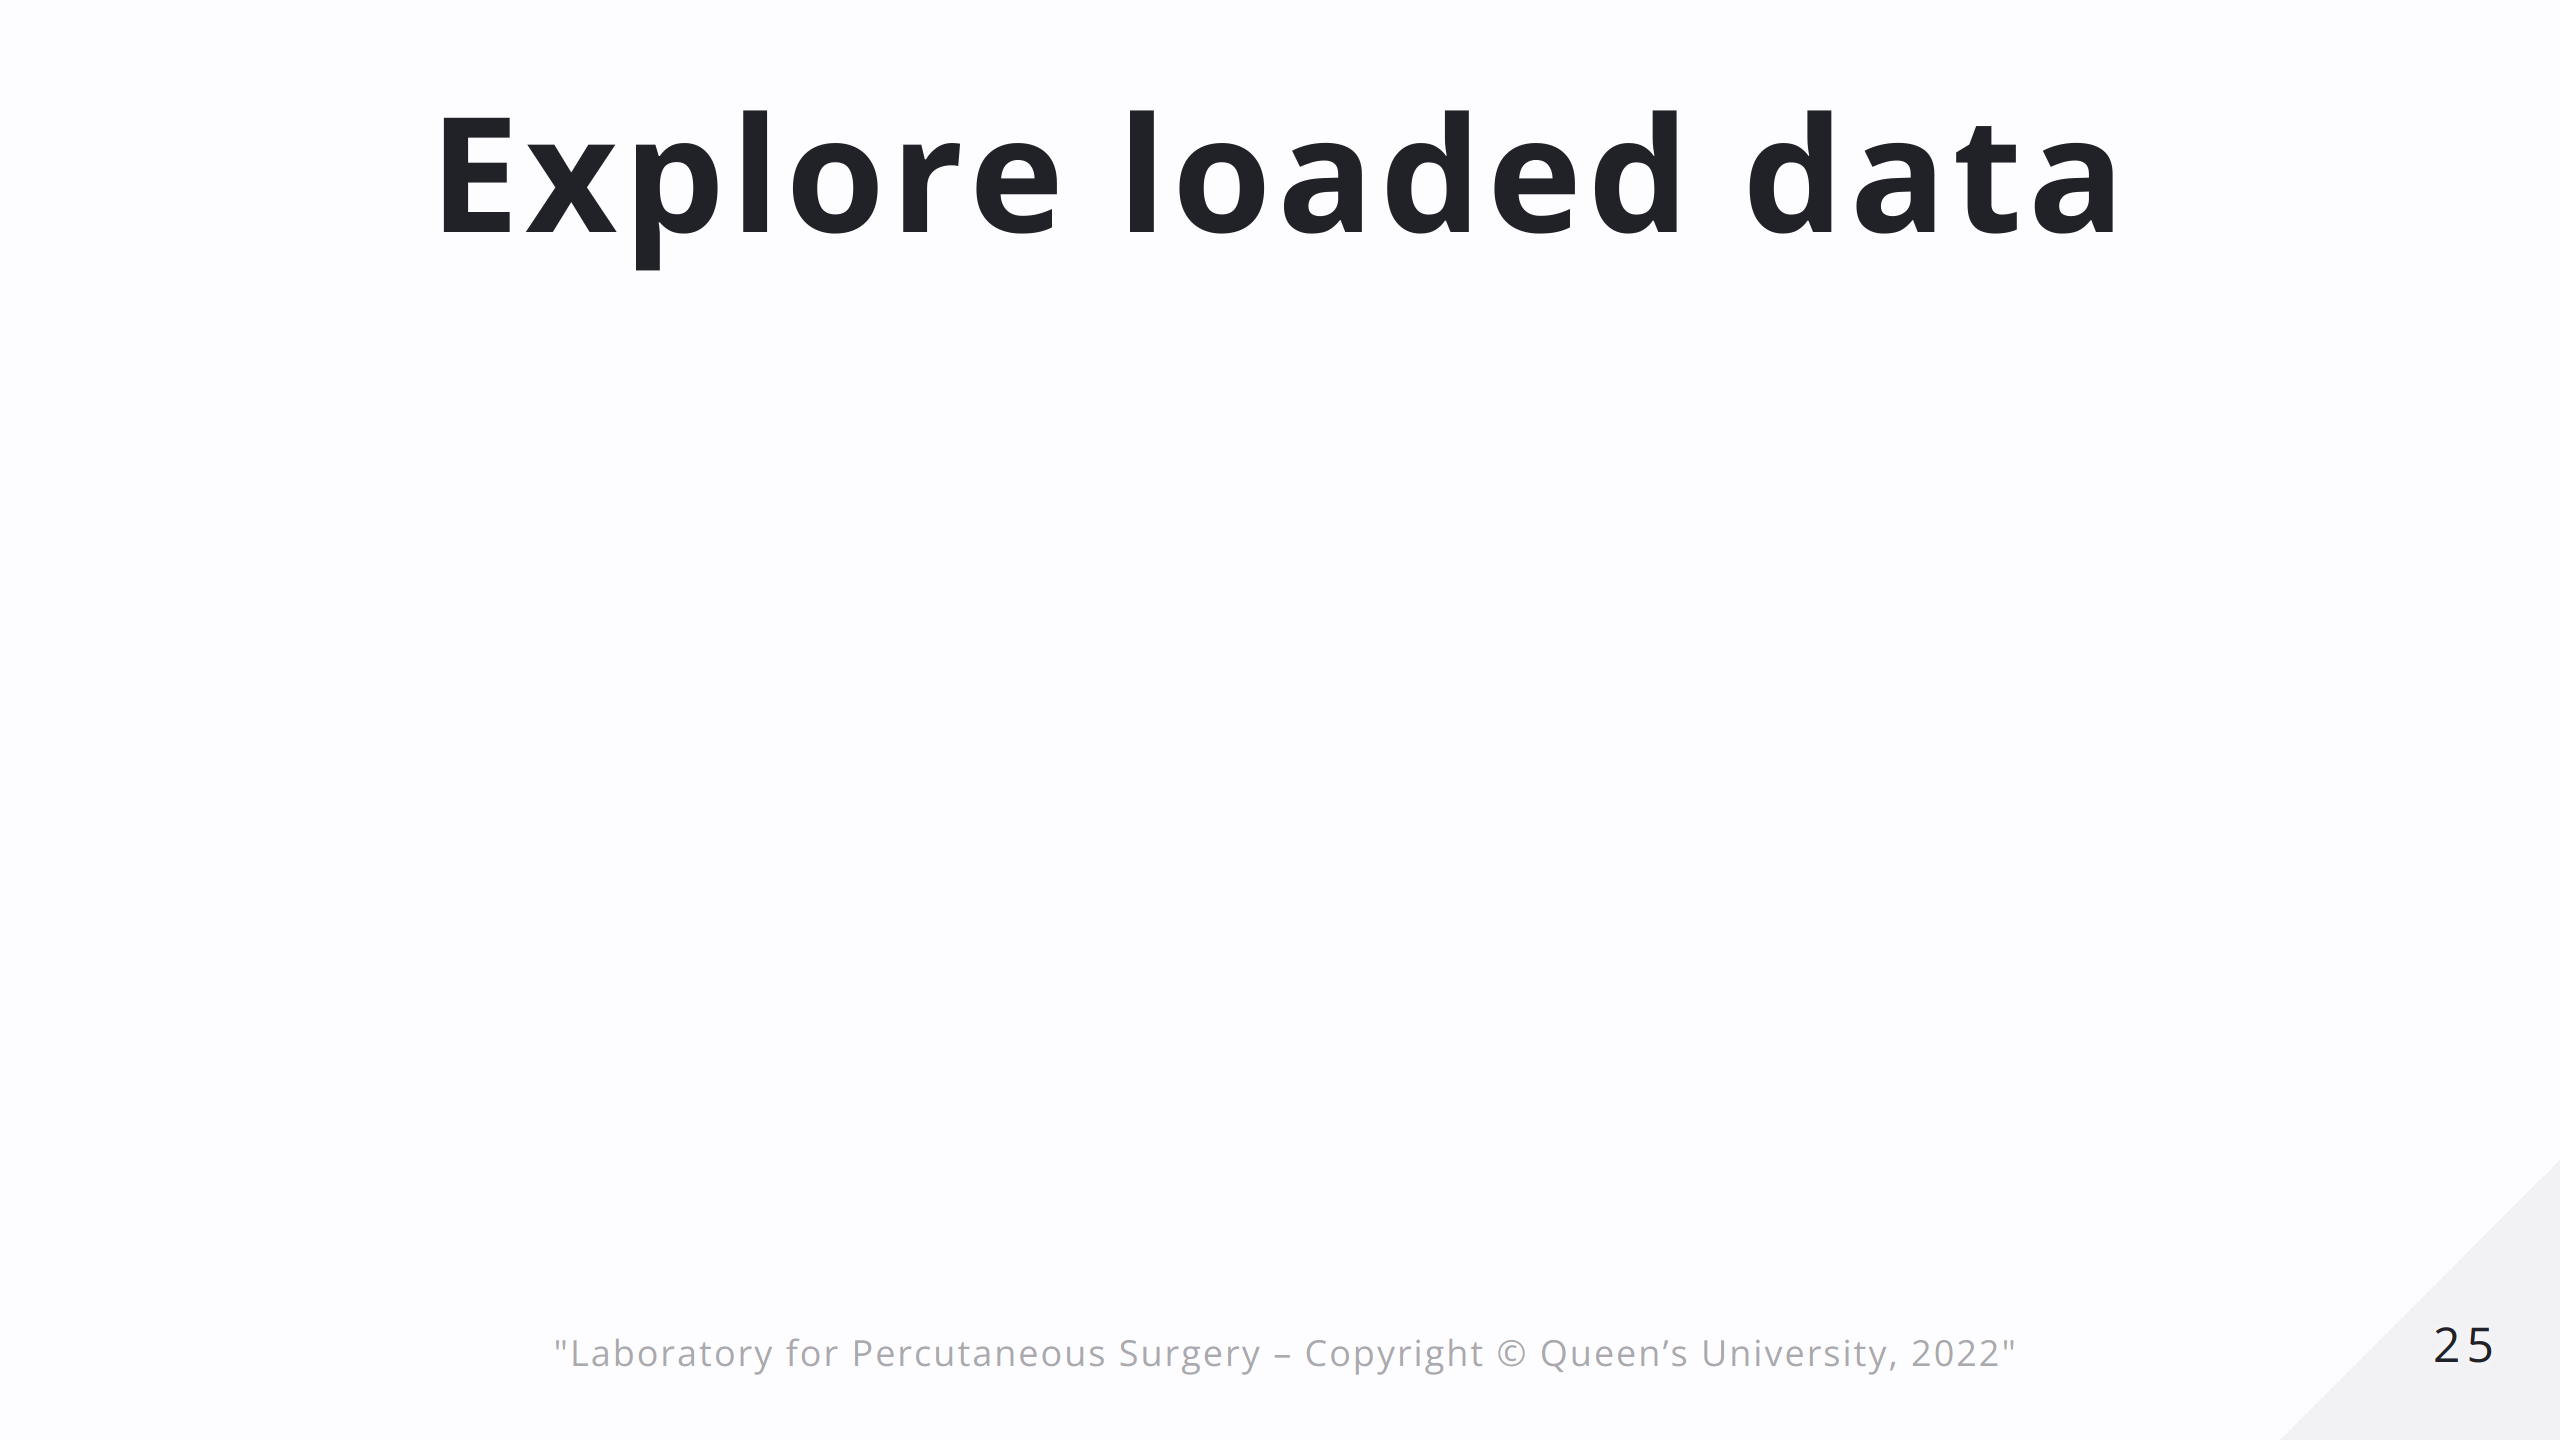 Explore loaded data
"Laboratory for Percutaneous Surgery – Copyright © Queen’s University, 2022"
25